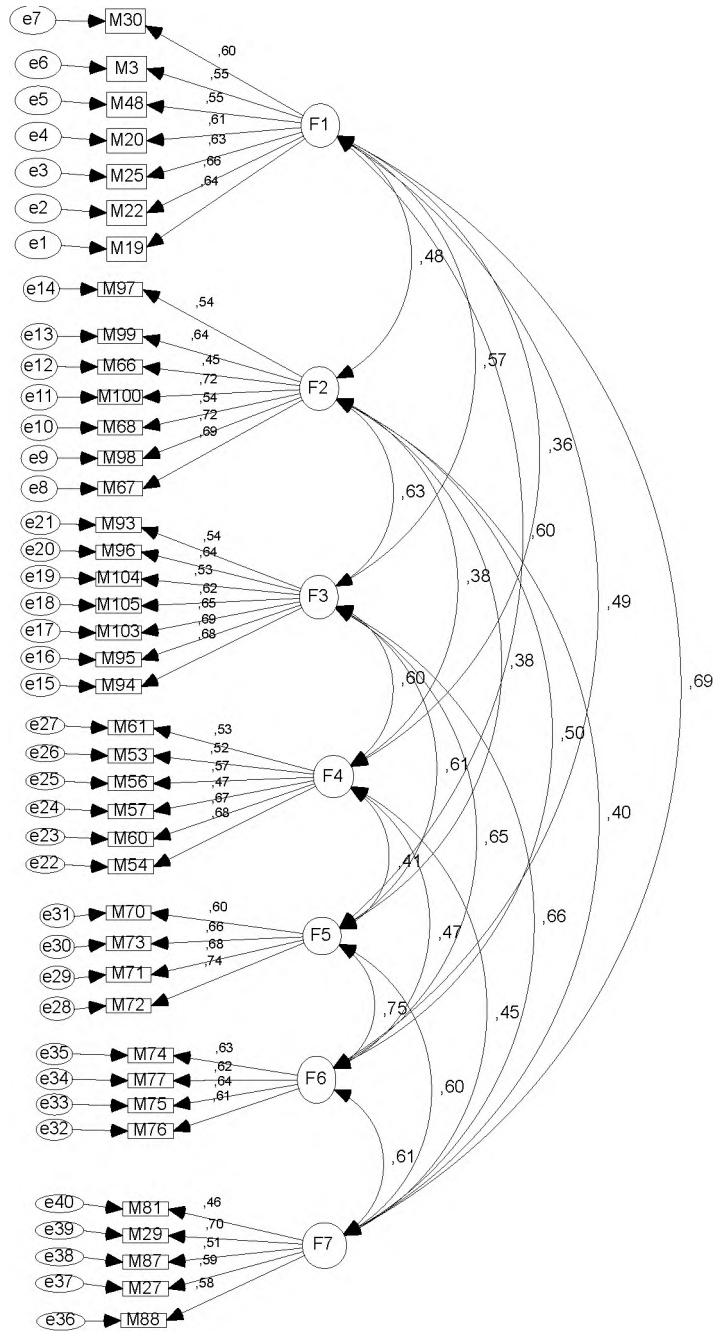 e7 M30 ,60
e6 M3 ,55
e5 M48 ,55
F1
e4 M20 ,61
e3 M25 ,63
e2 M22 ,66
e1 M19 ,64
,48
e14 M97 ,54
e13 M99 ,64
e12 M66 ,45
,57
F2
e11 M100 ,72
e10 M68 ,54
e9 M98 ,72
e8 M67 ,69
,36
,63
,60
,38
e21 M93 ,54
e20 M96 ,64
e19 M104 ,53
F3
e18 M105 ,62
e17 M103 ,65
e16 M95 ,69
e15 M94 ,68
,49
,38
,60
,69
,50
e27 M61 ,53
e26 M53 ,52
e25 M56 ,57
F4
e24 M57 ,47
e23 M60 ,67
e22 M54 ,68
,61
,65
,40
,41
e31 M70 ,60
e30 M73 ,66
F5
e29 M71 ,68
e28 M72 ,74
,47
,66
,75
,45
e35 M74 ,63
e34 M77 ,62
F6
e33 M75 ,64
e32 M76 ,61
,60
,61
e40 M81 ,46
e39 M29 ,70
F7
e38 M87 ,51
e37 M27 ,59
e36 M88 ,58